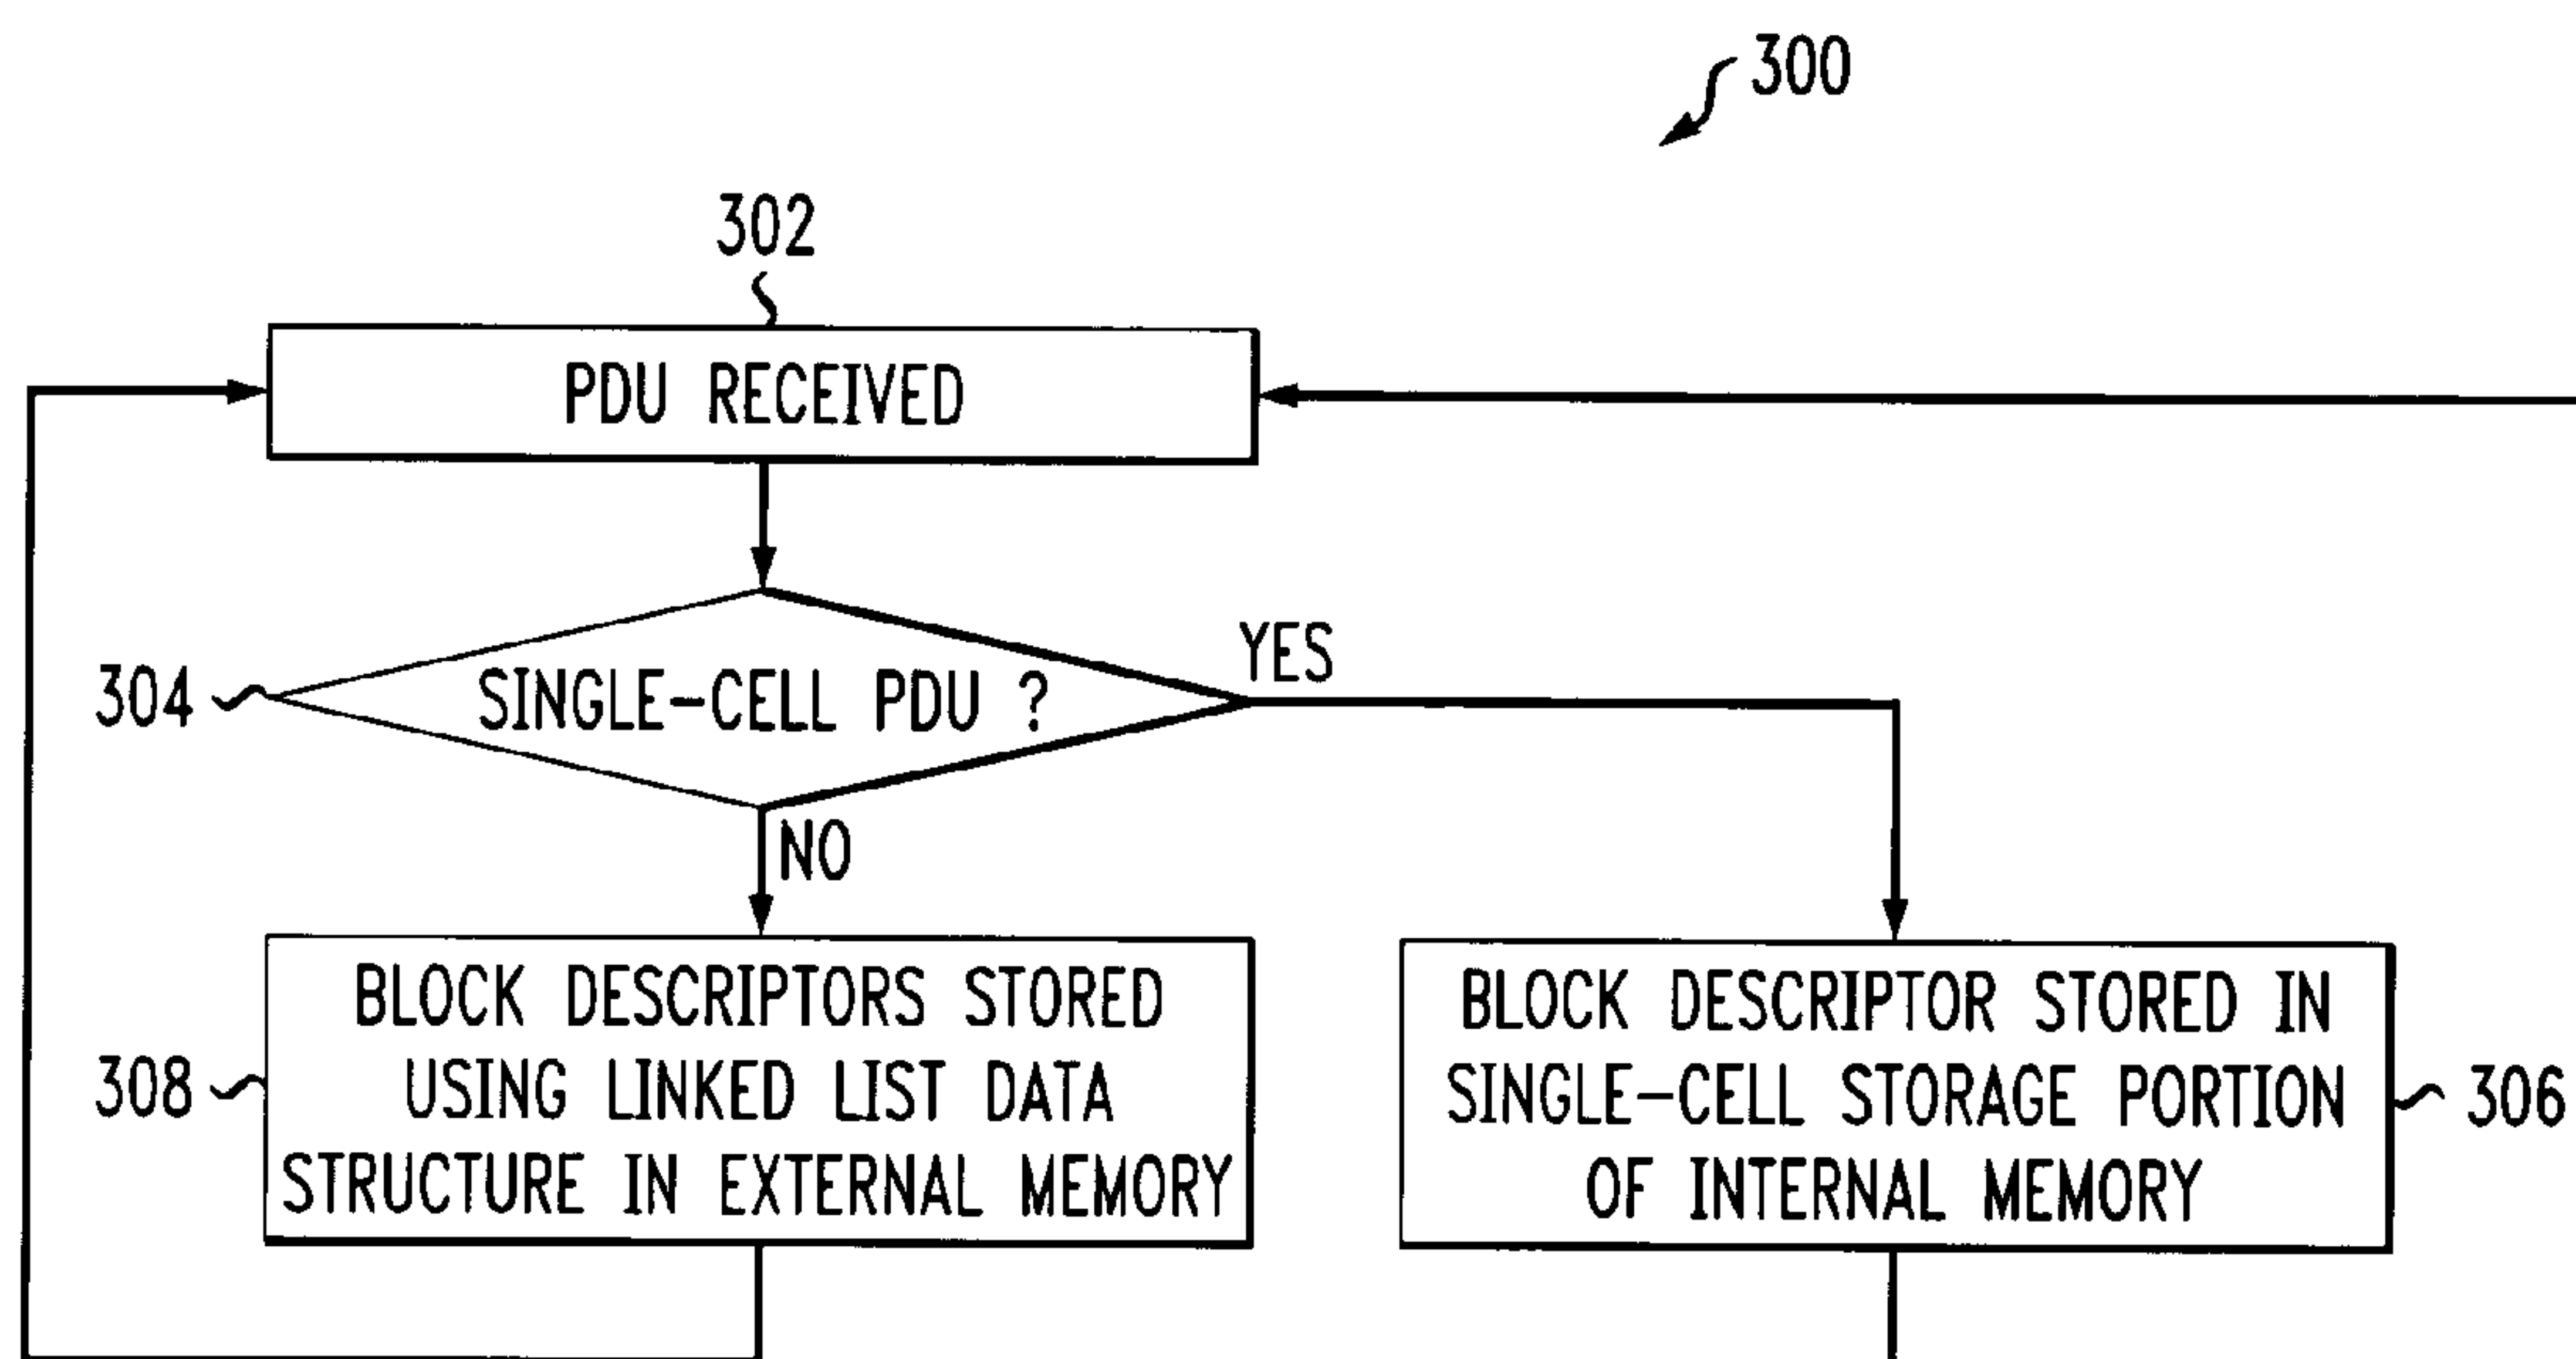 300
302
PDU RECEIVED
304
SINGLE-CELL PDU ?
YES
NO
308
BLOCK DESCRIPTORS STORED
USING LINKED LIST DATA
STRUCTURE IN EXTERNAL MEMORY
BLOCK DESCRIPTOR STORED IN
SINGLE-CELL STORAGE PORTION
OF INTERNAL MEMORY
306